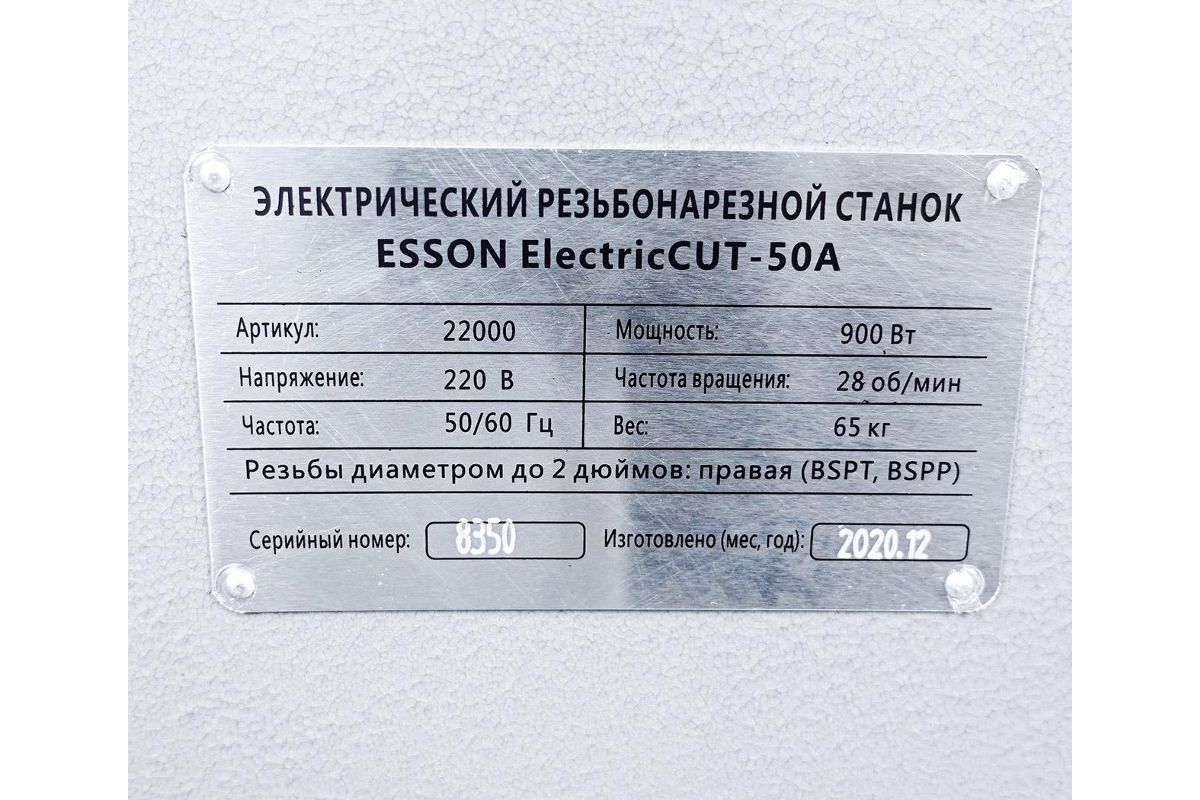 ЭЛЕКТРИЧЕСКИЙ РЕЗЬБОНАРЕЗНОЙ СТАНОК
ESSON ElectricCUT-50A
Артикул: 22000 Мощность: 900 Вт
Напряжение: 220 В Частота вращения: 28 об/мин
Частота: 50/60 Гц Вес: 65 кг
Резьбы диаметром до 2 дюймов: правая (BSPT, BSPP)
Серийный номер: 8350 Изготовлено (мес, год): 2020.12